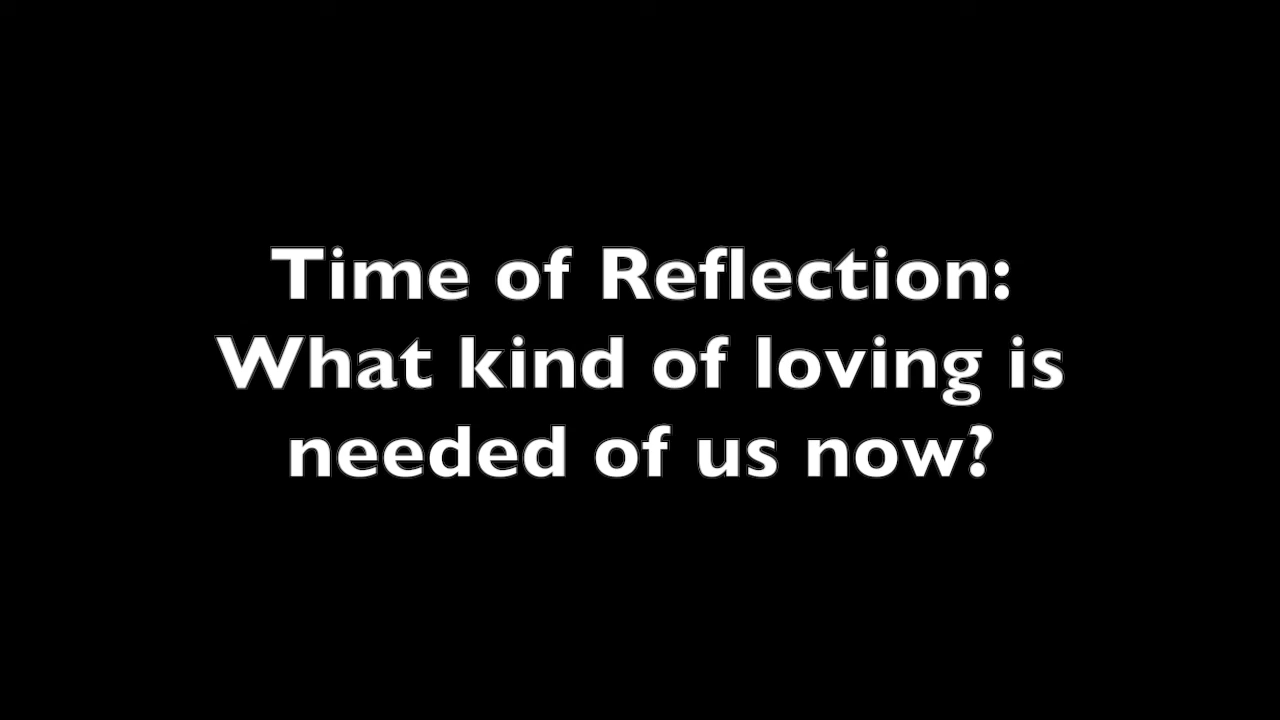 Time of Reflection:
What kind of loving is
needed of us now?